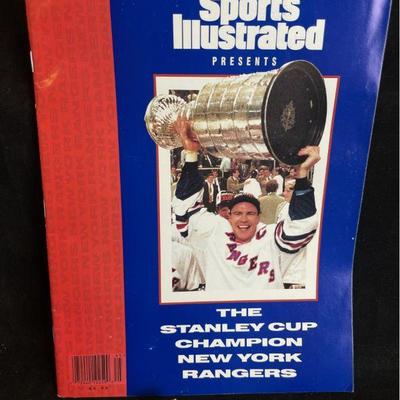 Sports
Illustrated
PRESENTS
RANGERS
THE
STANLEY CUP
CHAMPION
NEW YORK
RANGERS